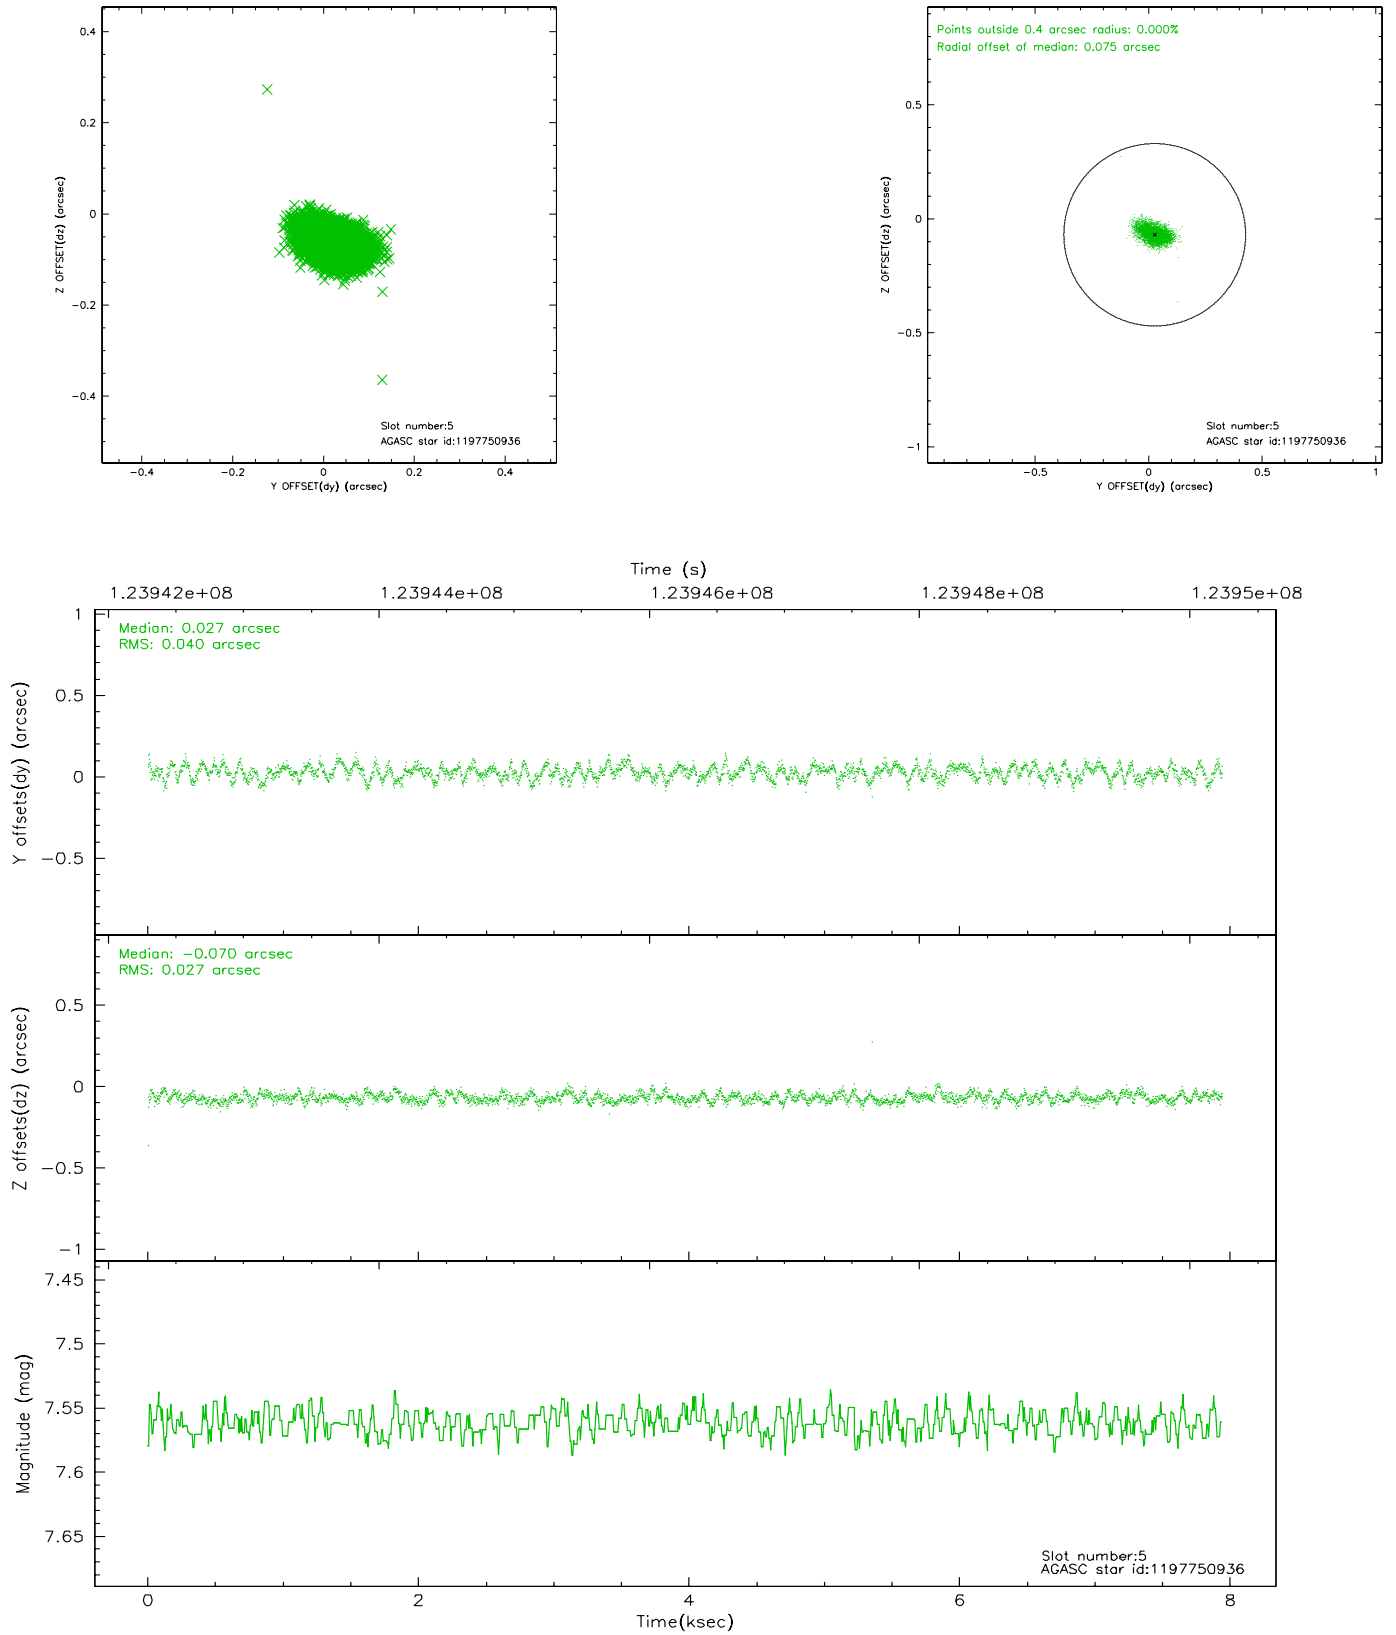 0.4
0.2
0
−0.2
−0.4
−0.4
−0.2
0
0.2
0.4
Z OFFSET(dz) (arcsec)
Y OFFSET(dy) (arcsec)
Slot number:5
AGASC star id:1197750936
Points outside 0.4 arcsec radius: 0.000%
Radial offset of median: 0.075 arcsec
0.5
0
−0.5
−1
−0.5
0
0.5
1
Z OFFSET(dz) (arcsec)
Y OFFSET(dy) (arcsec)
Slot number:5
AGASC star id:1197750936
Time (s)
1.23942e+08
1.23944e+08
1.23946e+08
1.23948e+08
1.2395e+08
Median: 0.027 arcsec
RMS: 0.040 arcsec
1
0.5
0
−0.5
Y offsets(dy) (arcsec)
Median: −0.070 arcsec
RMS: 0.027 arcsec
0.5
0
−0.5
−1
Z offsets(dz) (arcsec)
7.45
7.5
7.55
7.6
7.65
Magnitude (mag)
Slot number:5
AGASC star id:1197750936
0
2
4
6
8
Time(ksec)